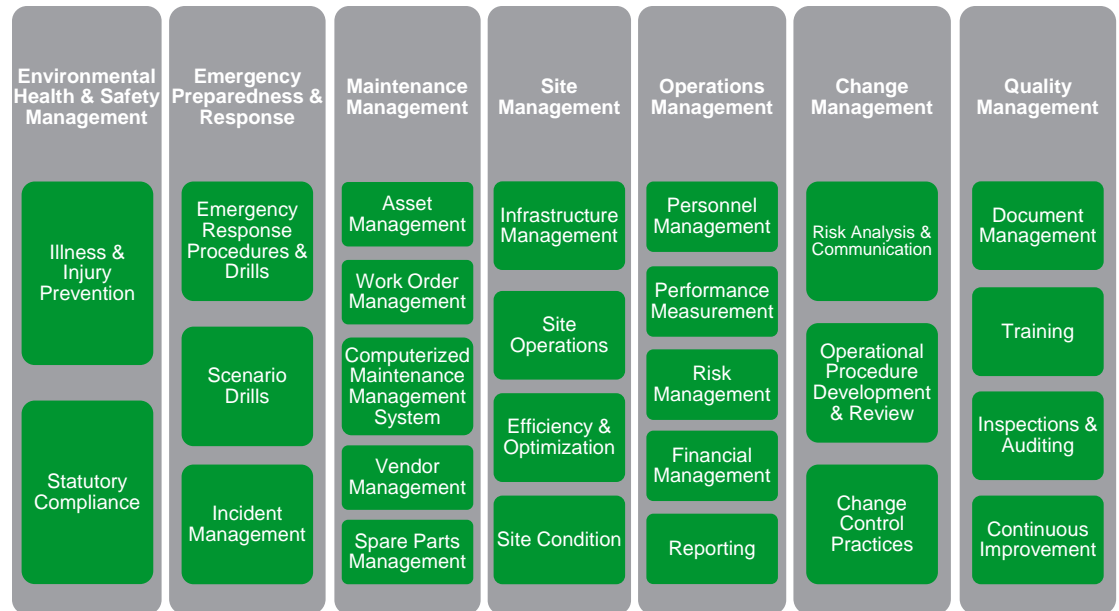 Environmental
Health & Safety
Management
Illness &
Injury
Prevention
Statutory
Compliance
Emergency
Preparedness &
Response
Emergency
Response
Procedures &
Drills
Scenario
Drills
Incident
Management
Maintenance
Management
Asset
Management
Work Order
Management
Computerized
Maintenance
Management
System
Vendor
Management
Spare Parts
Management
Site
Management
Infrastructure
Management
Site
Operations
Efficiency &
Optimization
Site Condition
Operations
Management
Personnel
Management
Performance
Measurement
Risk
Management
Financial
Management
Reporting
Change
Management
Risk Analysis &
Communication
Operational
Procedure
Development
& Review
Change
Control
Practices
Quality
Management
Document
Management
Training
Inspections &
Auditing
Continuous
Improvement